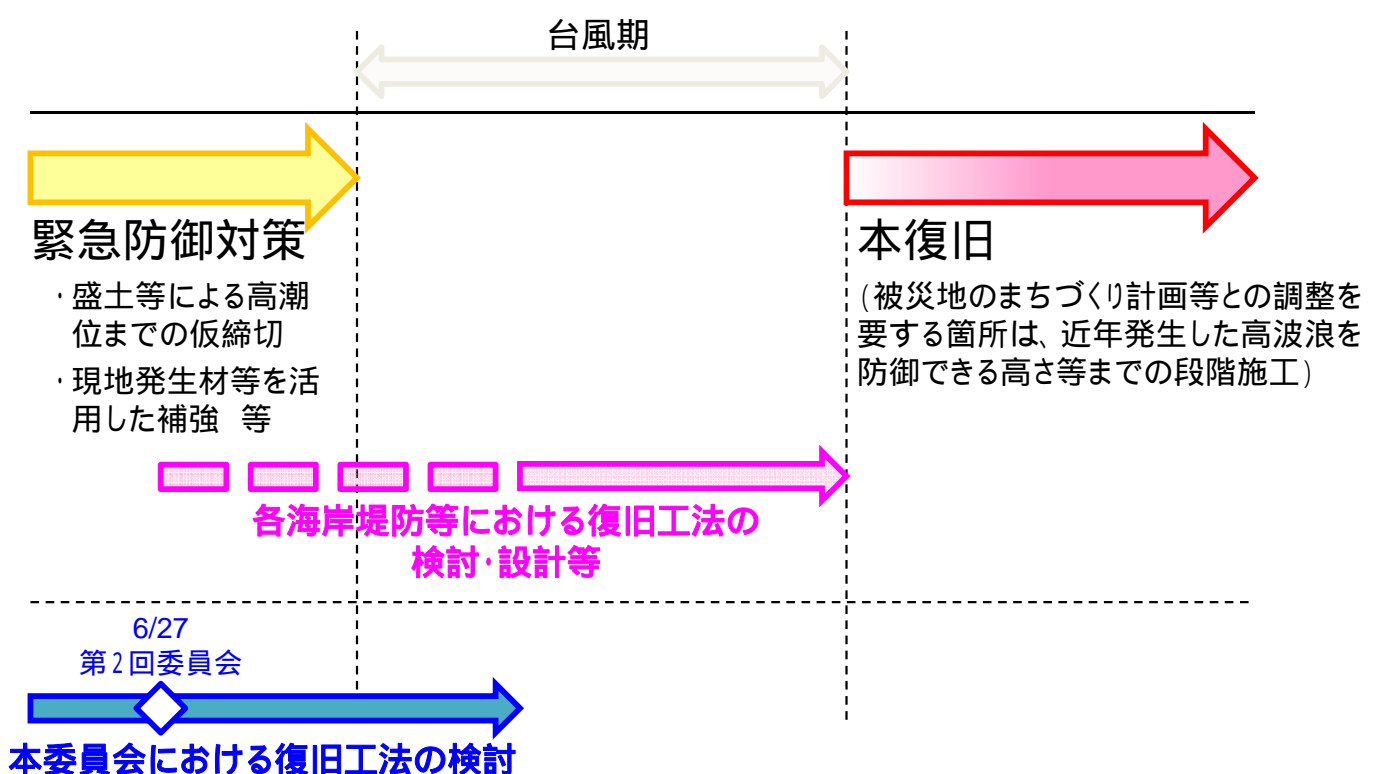 台風期
緊急防御対策
・盛土等による高潮
位までの仮締切
・現地発生材等を活
用した補強 等
本復旧
(被災地のまちづくり計画等との調整を
要する箇所は、近年発生した高波浪を
防御できる高さ等までの段階施工)
各海岸堤防等における復旧工法の
検討・設計等
6/27
第2回委員会
本委員会における復旧工法の検討